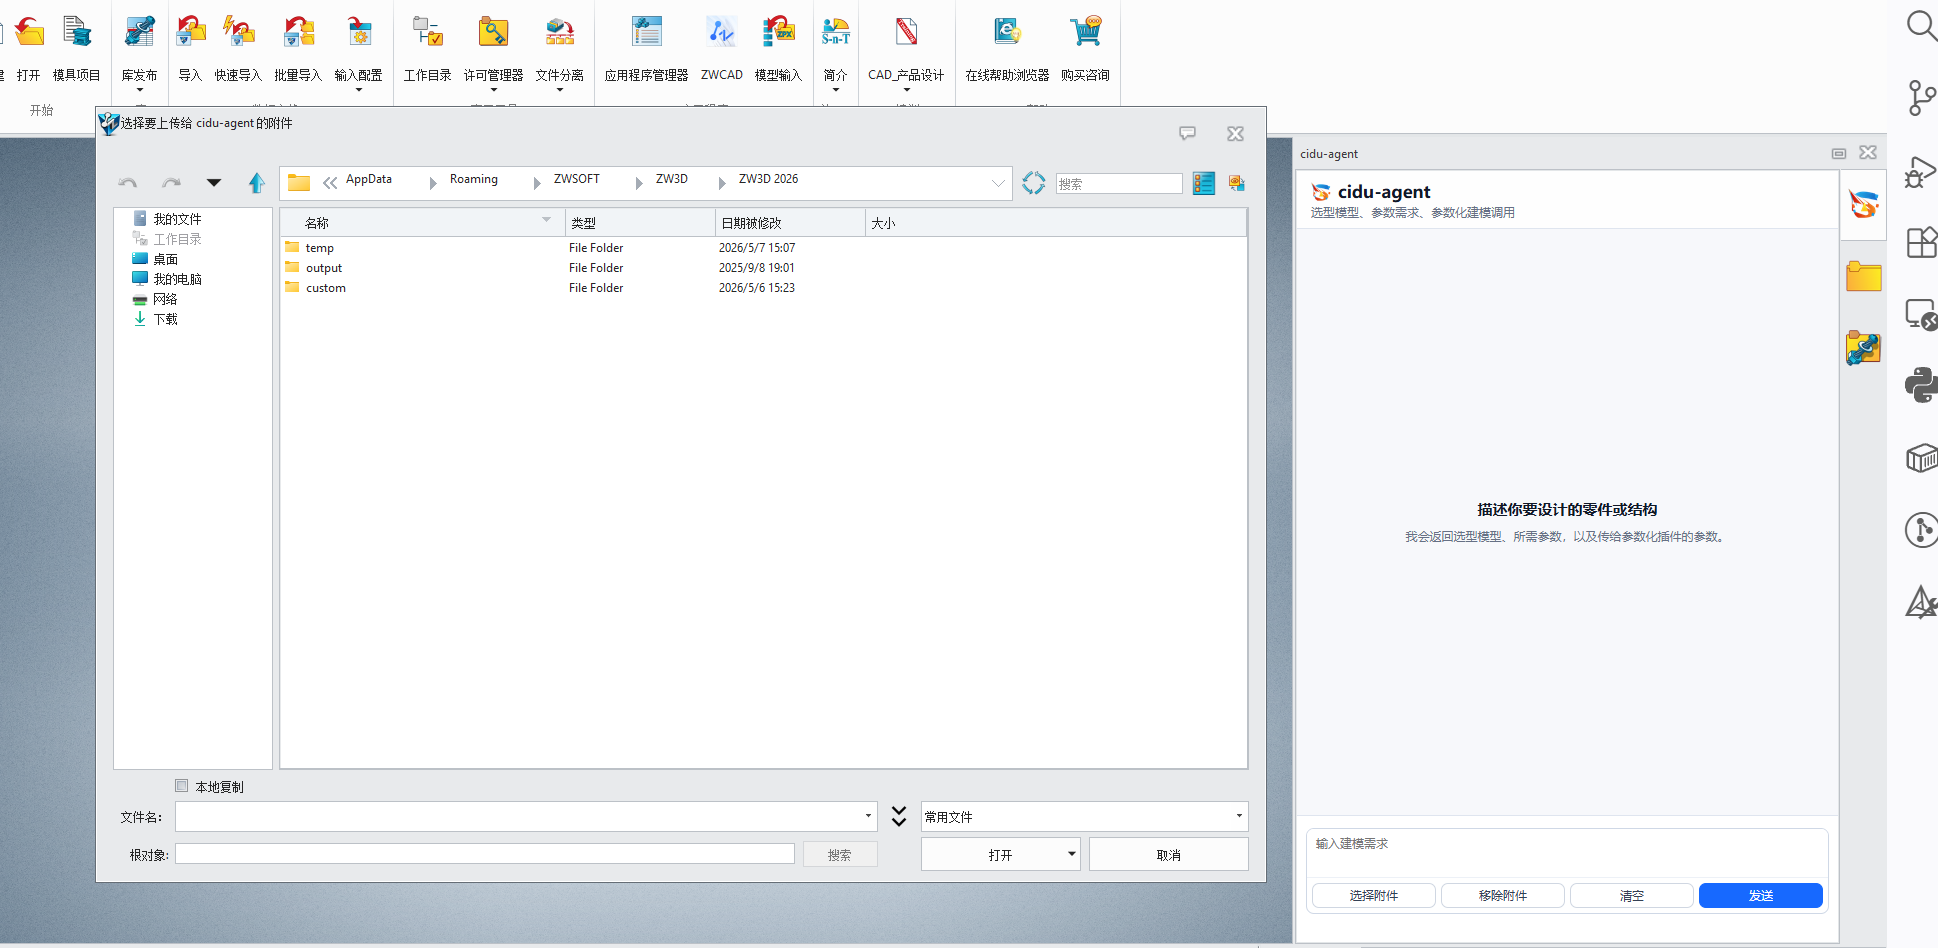 打开
模具项目
库发布
导入
快速导入
批量导入
输入配置
工作目录
许可管理器
文件分离
应用程序管理器
ZWCAD
模型输入
简介
CAD_产品设计
在线帮助浏览器
购买咨询
开始
选择要上传给 cidu-agent 的附件
AppData
Roaming
ZWSOFT
ZW3D
ZW3D 2026
搜索
我的文件
工作目录
桌面
我的电脑
网络
下载
名称 类型 日期被修改 大小
temp File Folder 2026/5/7 15:07
output File Folder 2025/9/8 19:01
custom File Folder 2026/5/6 15:23
本地复制
文件名:
常用文件
根对象:
搜索
打开
取消
cidu-agent
cidu-agent
选型模型、参数需求、参数化建模调用
描述你要设计的零件或结构
我会返回选型模型、所需参数，以及传给参数化插件的参数。
输入建模需求
选择附件
移除附件
清空
发送